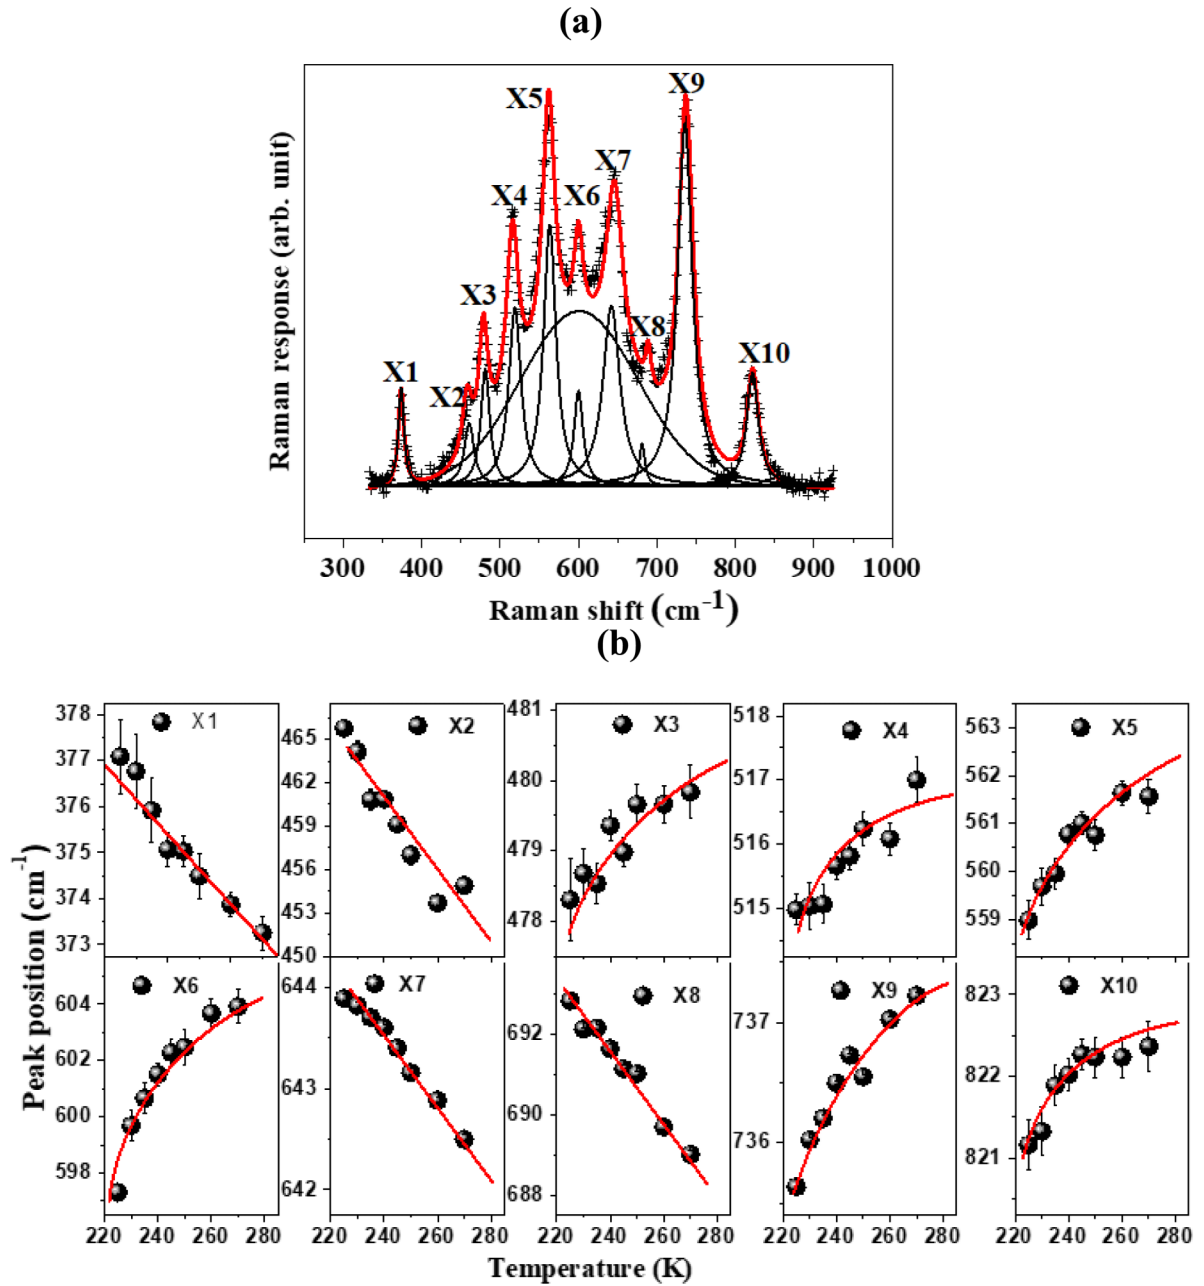 (a)
Raman response (arb. unit)
X1
X2
X3
X4
X5
X6
X7
X8
X9
X10
300 400 500 600 700 800 900 1000
Raman shift (cm⁻¹)
(b)
Peak position (cm⁻¹)
X1
378
377
376
375
374
373
X2
465
462
459
456
453
450
X3
481
480
479
478
X4
518
517
516
515
X5
563
562
561
560
559
X6
604
602
600
598
X7
644
643
642
X8
692
690
688
X9
737
736
X10
823
822
821
220 240 260 280
220 240 260 280
220 240 260 280
220 240 260 280
220 240 260 280
Temperature (K)